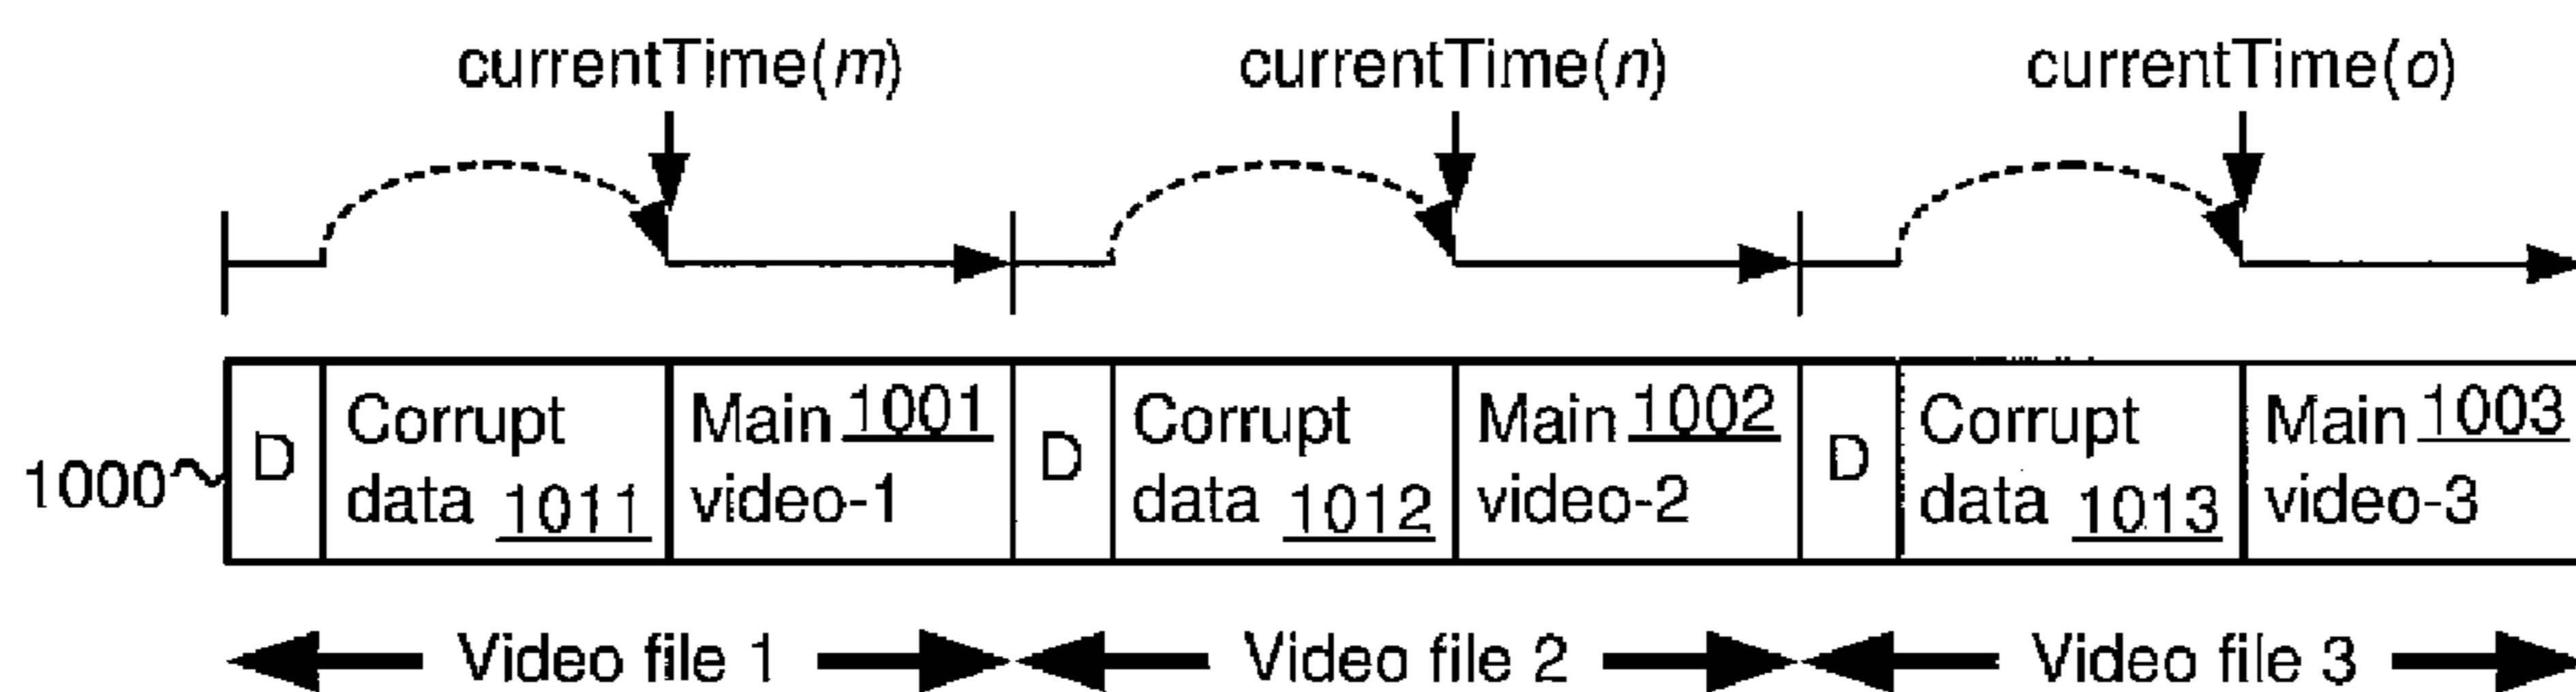 currentTime(m) currentTime(n) currentTime(o)
1000 D Corrupt data 1011 Main 1001 video-1 D Corrupt data 1012 Main 1002 video-2 D Corrupt data 1013 Main 1003 video-3
Video file 1 Video file 2 Video file 3